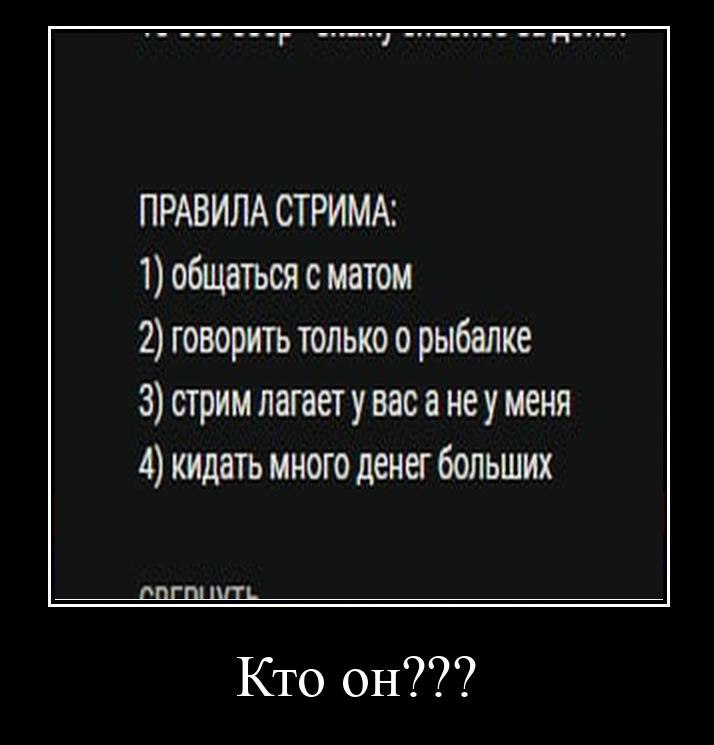 ПРАВИЛА СТРИМА:
1) общаться с матом
2) говорить только о рыбалке
3) стрим лагает у вас а не у меня
4) кидать много денег больших
СВЕРНУТЬ
Кто он???